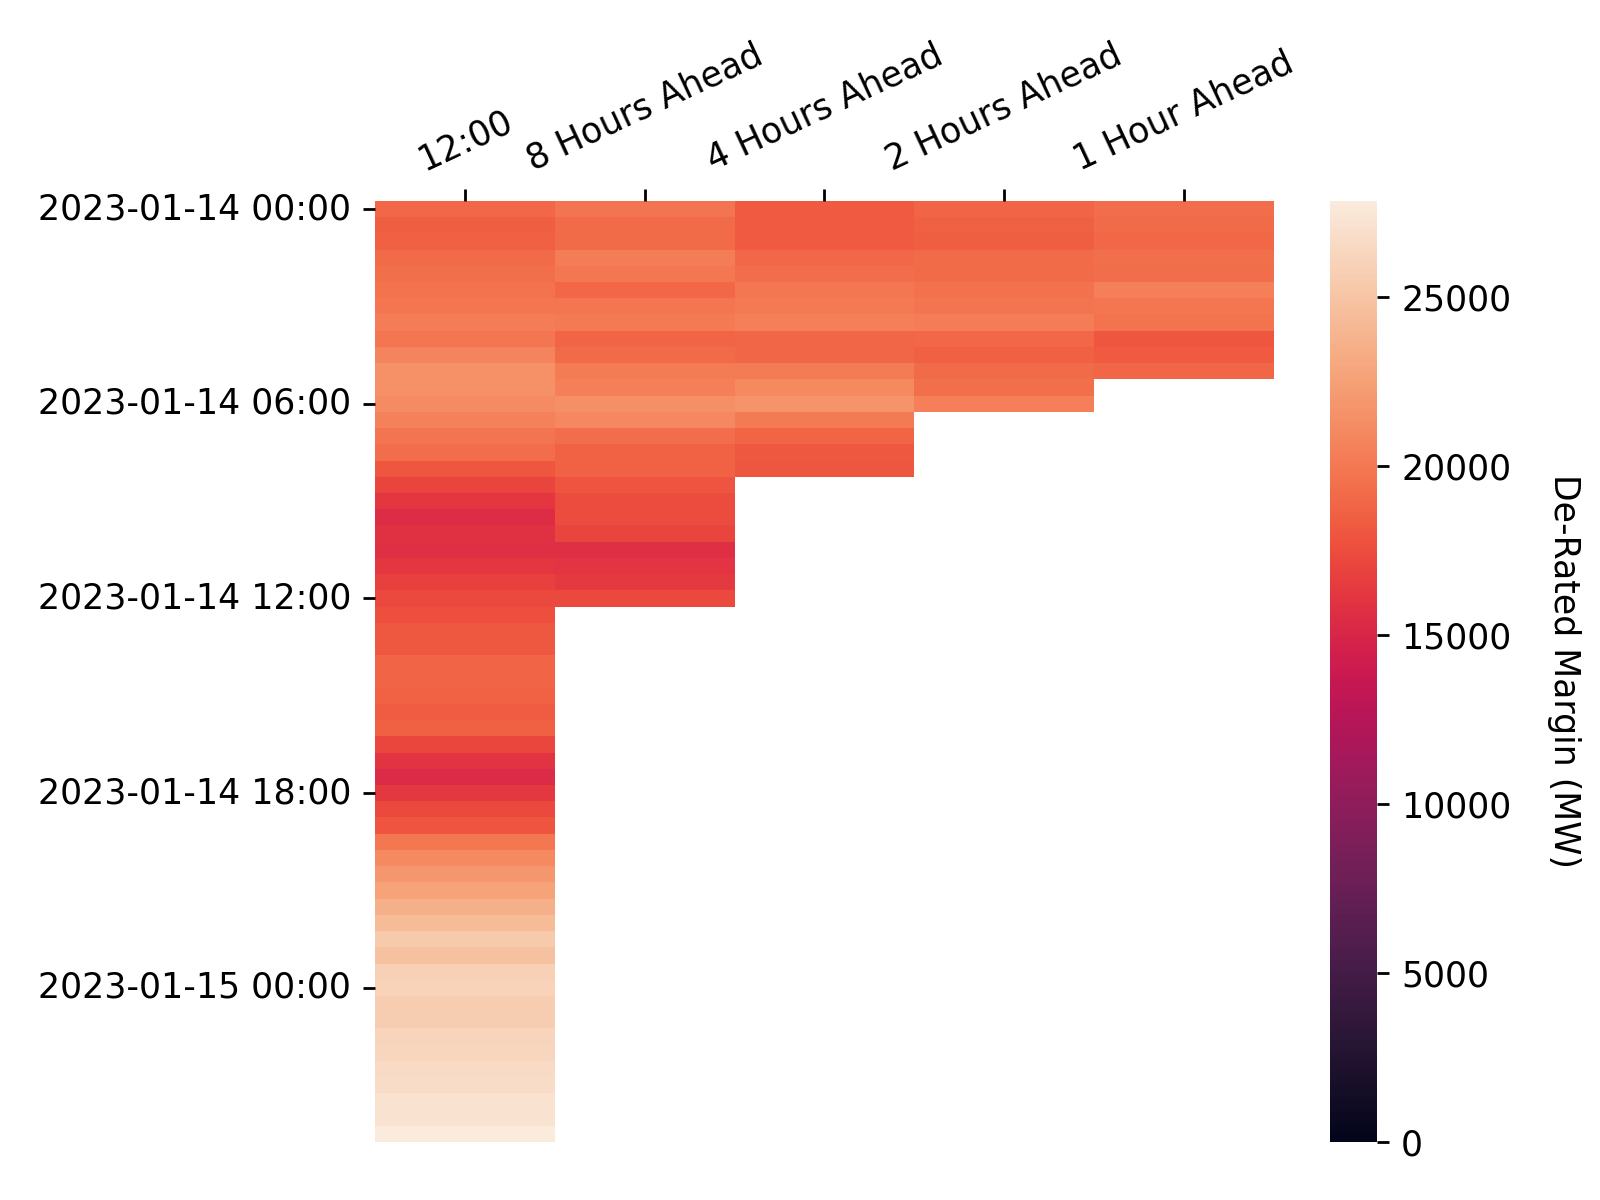 12:00
8 Hours Ahead
4 Hours Ahead
2 Hours Ahead
1 Hour Ahead
2023-01-14 00:00
2023-01-14 06:00
2023-01-14 12:00
2023-01-14 18:00
2023-01-15 00:00
25000
20000
15000
10000
5000
0
De-Rated Margin (MW)